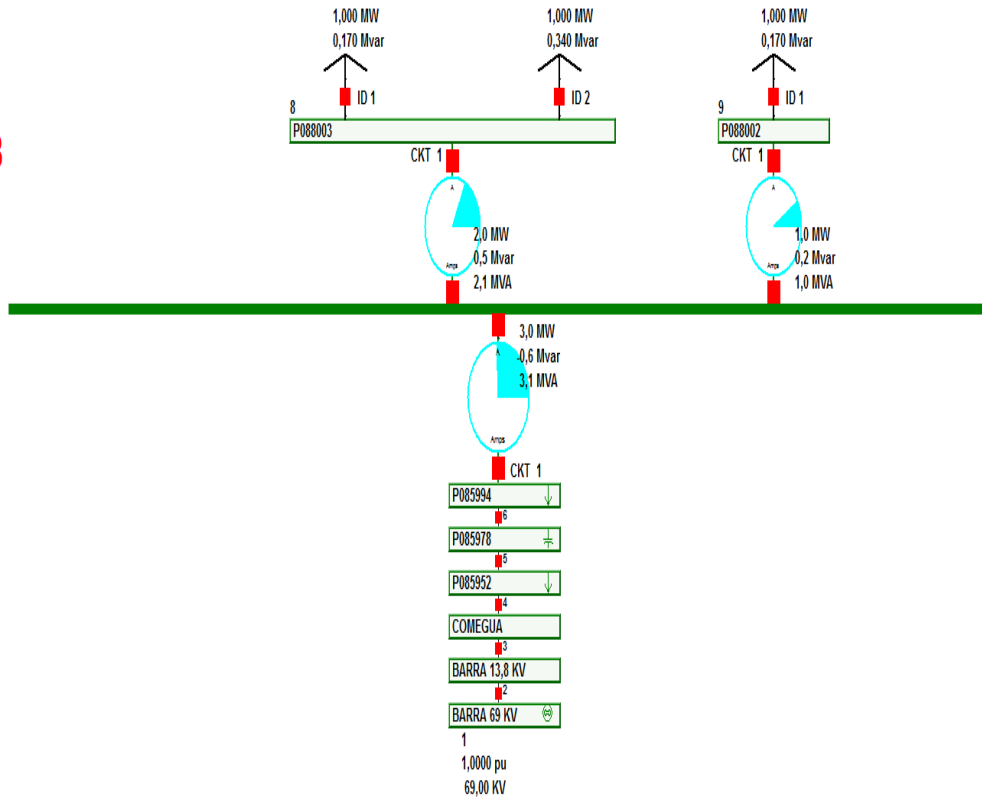 1,000 MW
0,170 Mvar
1,000 MW
0,340 Mvar
1,000 MW
0,170 Mvar
ID 1
ID 2
ID 1
8
P088003
9
P088002
CKT 1
CKT 1
A
A
2,0 MW
0,5 Mvar
2,1 MVA
Amps
1,0 MW
0,2 Mvar
1,0 MVA
Amps
3,0 MW
A
-0,6 Mvar
3,1 MVA
Amps
CKT 1
P085994
6
P085978
5
P085952
4
COMEGUA
3
BARRA 13,8 KV
2
BARRA 69 KV
1
1,0000 pu
69,00 KV